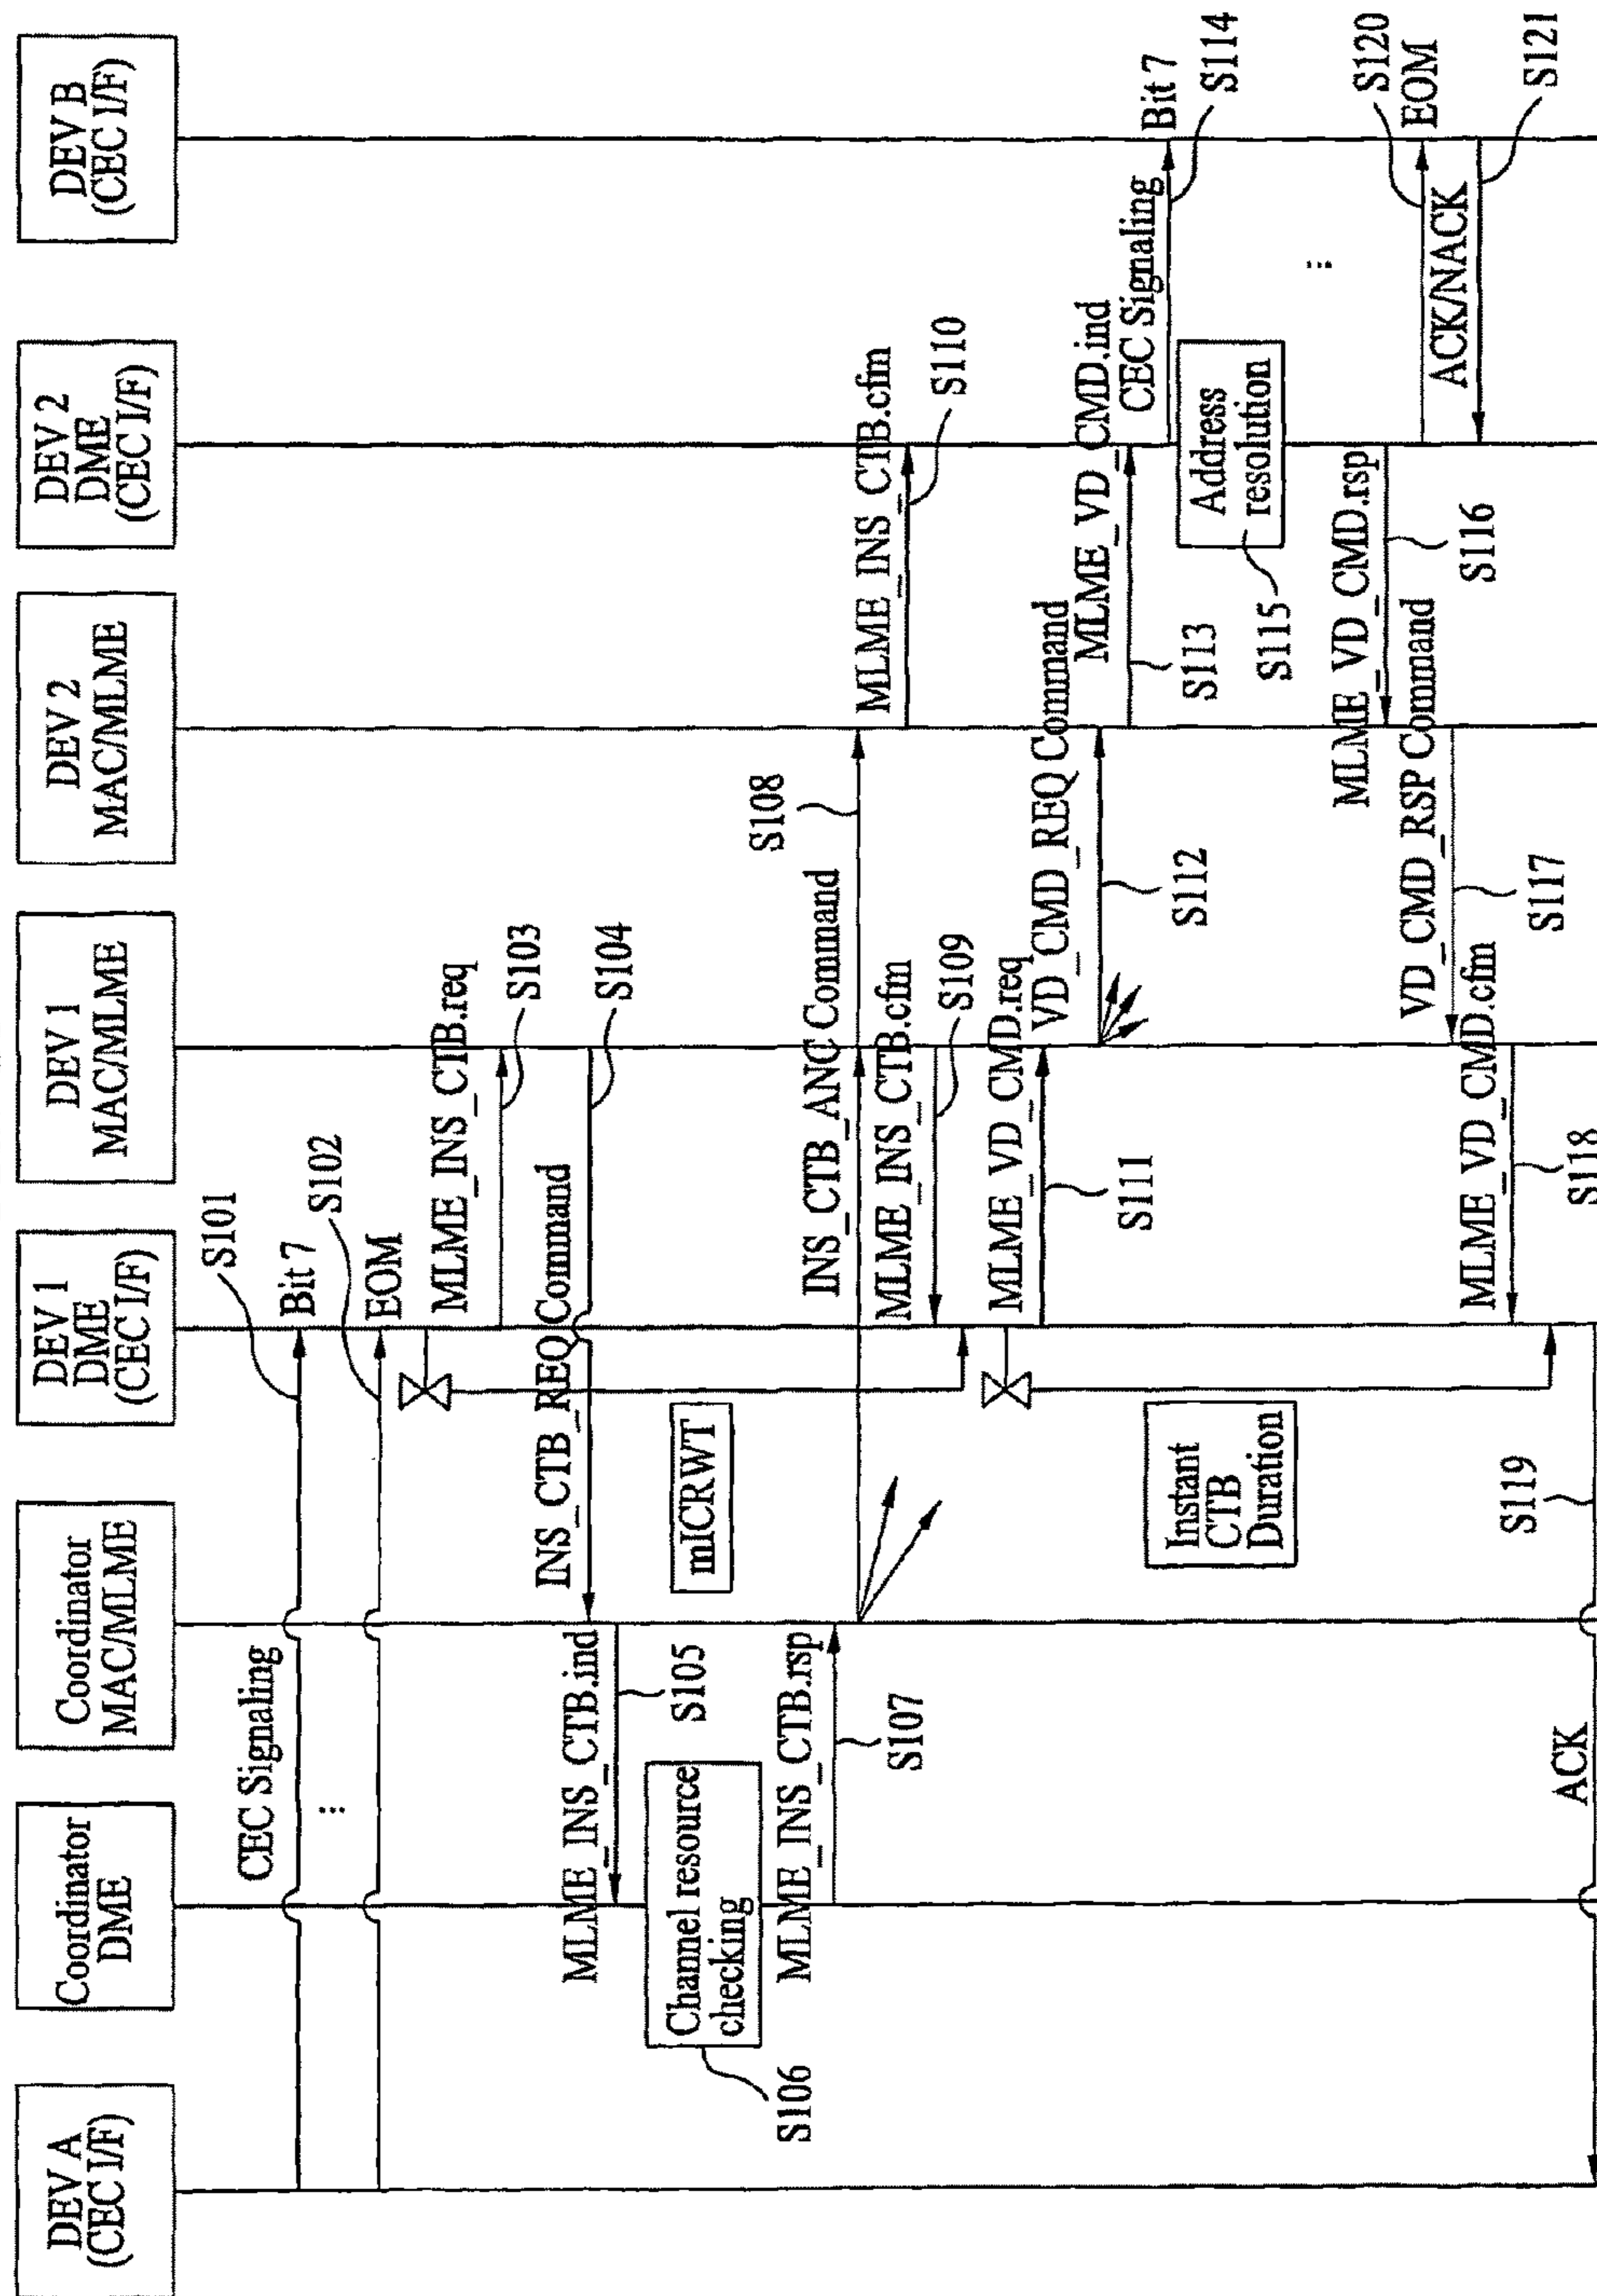 DEV A
(CEC I/F)
Coordinator
DME
Coordinator
MAC/MLME
DEV 1
DME
(CEC I/F)
DEV 1
MAC/MLME
DEV 2
MAC/MLME
DEV 2
DME
(CEC I/F)
DEV B
(CEC I/F)
S101
CEC Signaling
Bit 7
...
S102
EOM
MLME_INS_CTB.req
S103
S104
INS_CTB_REQ Command
MLME_INS_CTB.ind
S105
mICRWT
Channel resource
checking
S106
MLME_INS_CTB.rsp
S107
INS_CTB_ANC Command
S108
MLME_INS_CTB.cfm
S110
MLME_INS_CTB.cfm
S109
MLME_VD_CMD.req
S111
VD_CMD_REQ Command
S112
MLME_VD_CMD.ind
S113
CEC Signaling
Bit 7
S114
Instant
CTB
Duration
Address
resolution
S115
...
MLME_VD_CMD.rsp
S116
S120
EOM
VD_CMD_RSP Command
S117
ACK/NACK
S121
MLME_VD_CMD.cfm
S118
S119
ACK